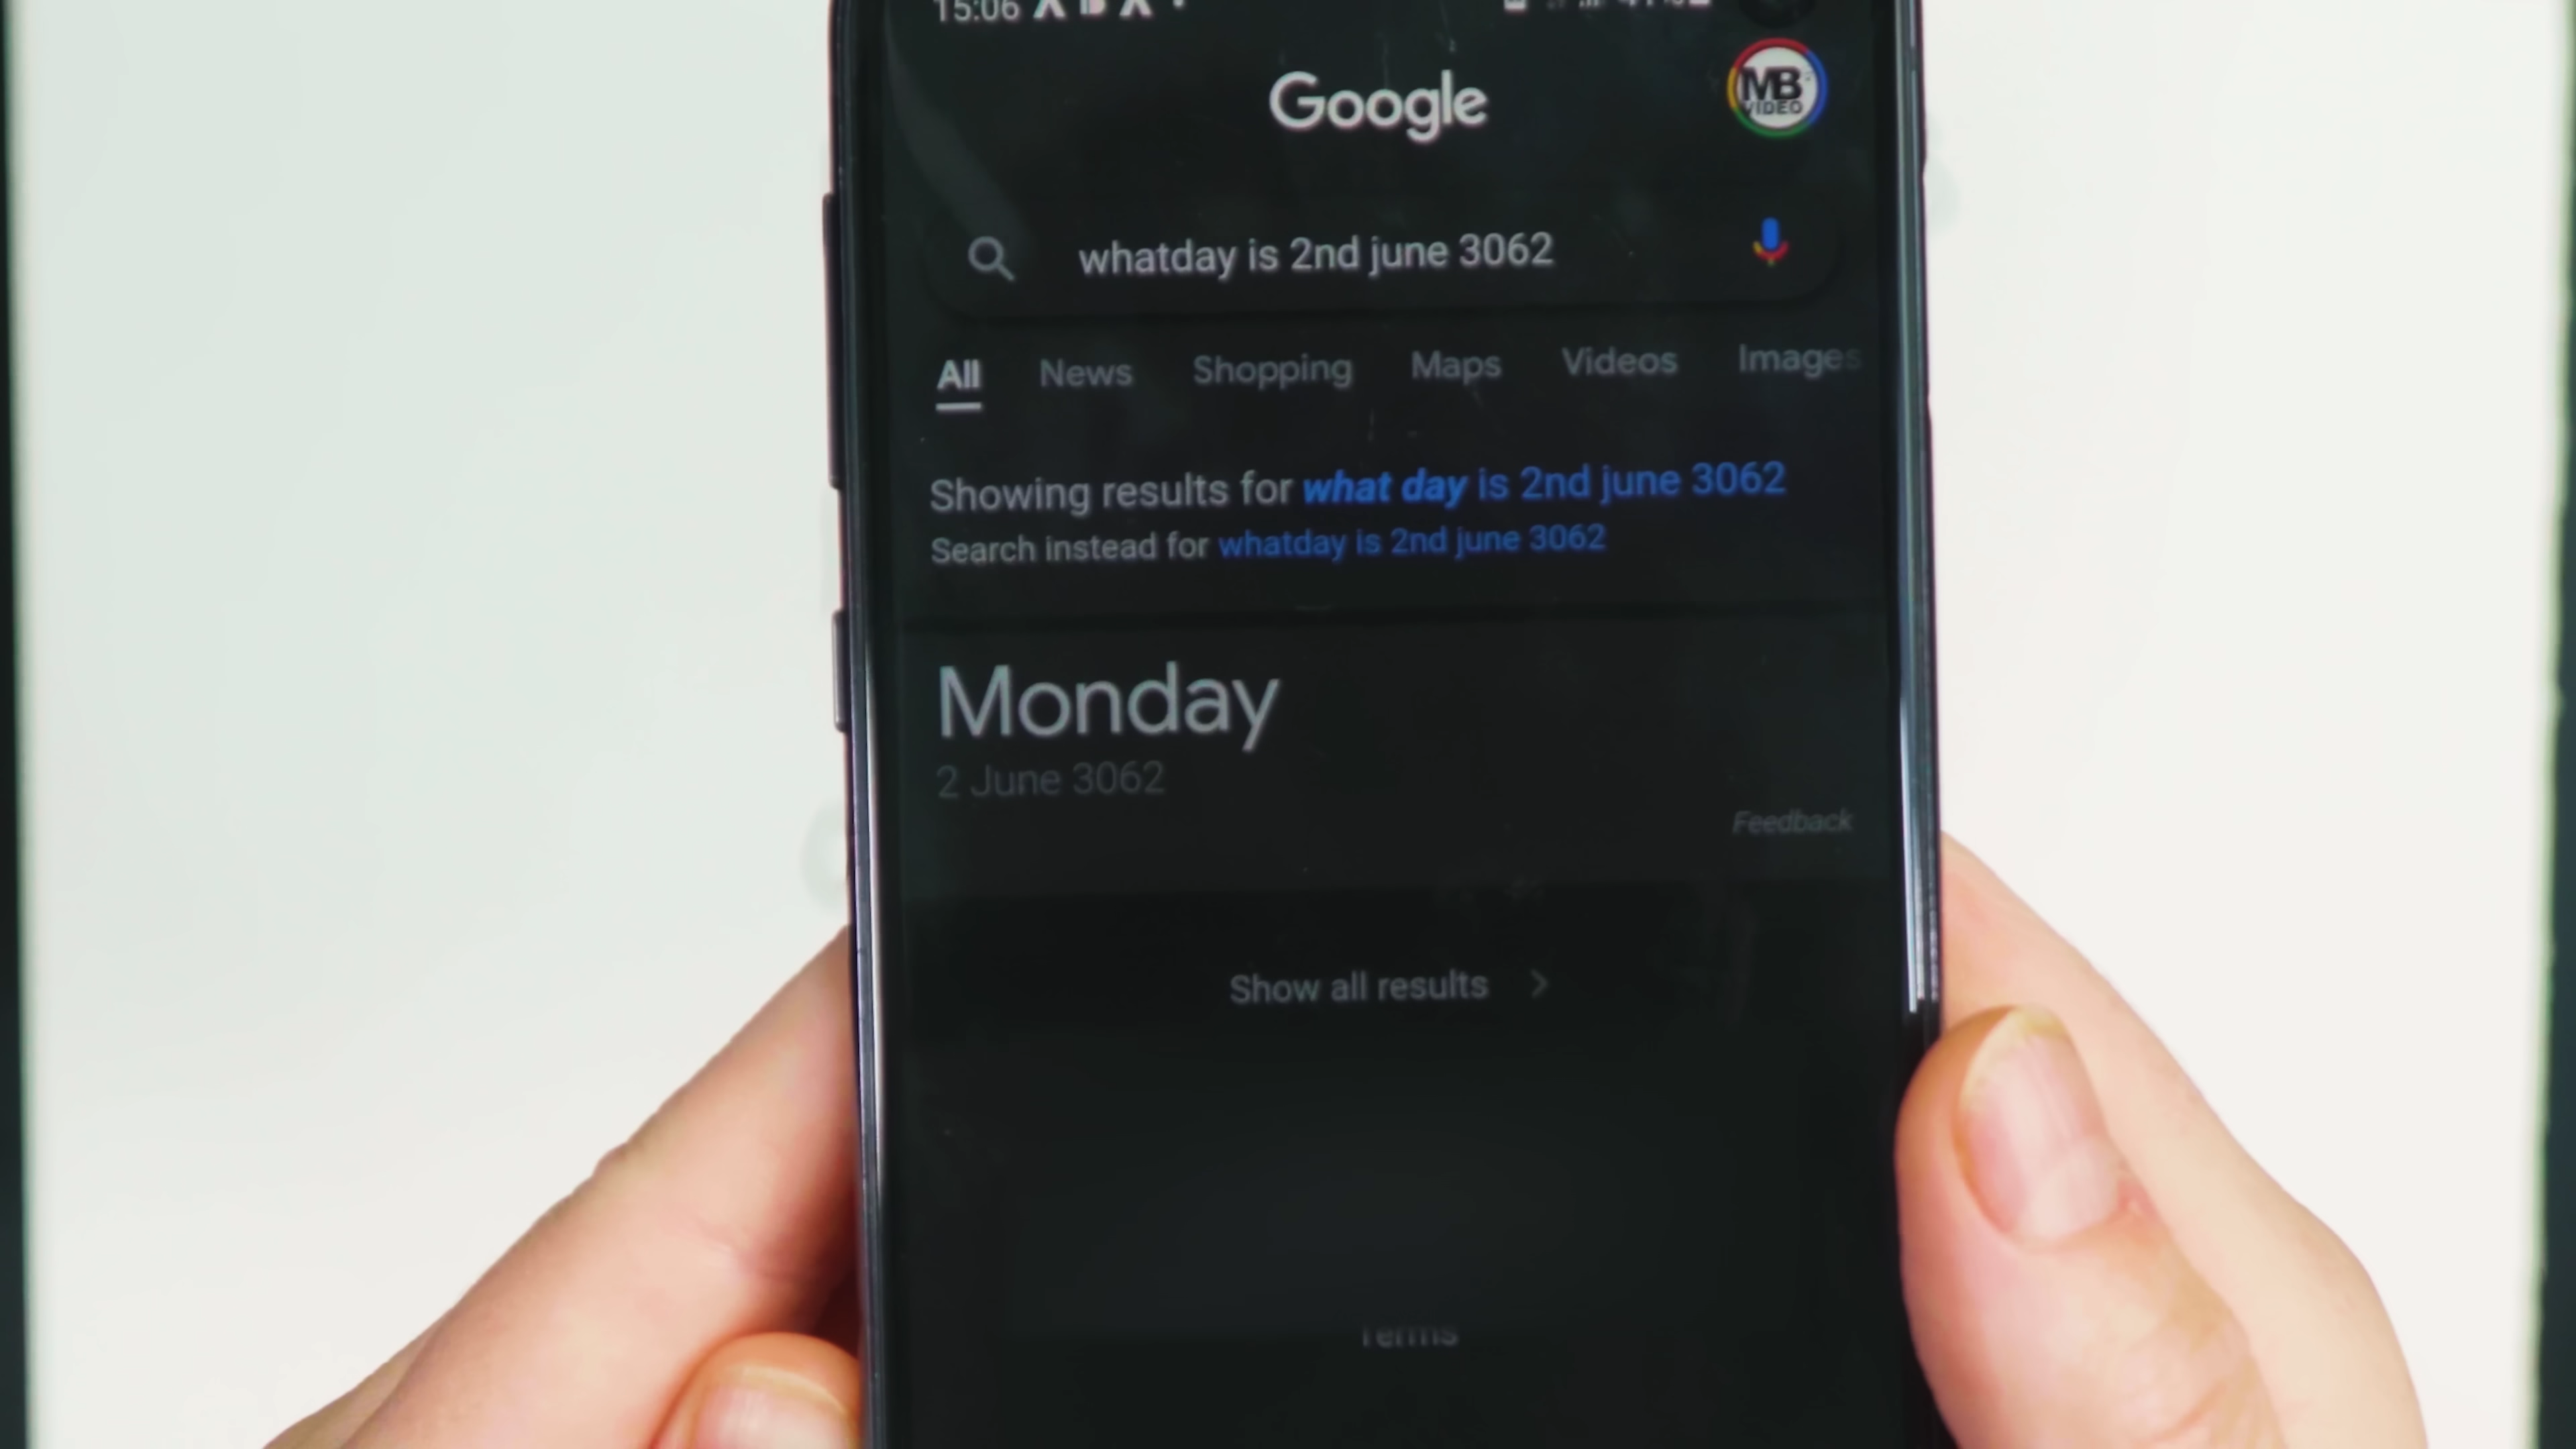 15:06
Google
MB
VIDEO
whatday is 2nd june 3062
All News Shopping Maps Videos Images
Showing results for what day is 2nd june 3062
Search instead for whatday is 2nd june 3062
Monday
2 June 3062
Feedback
Show all results
Terms